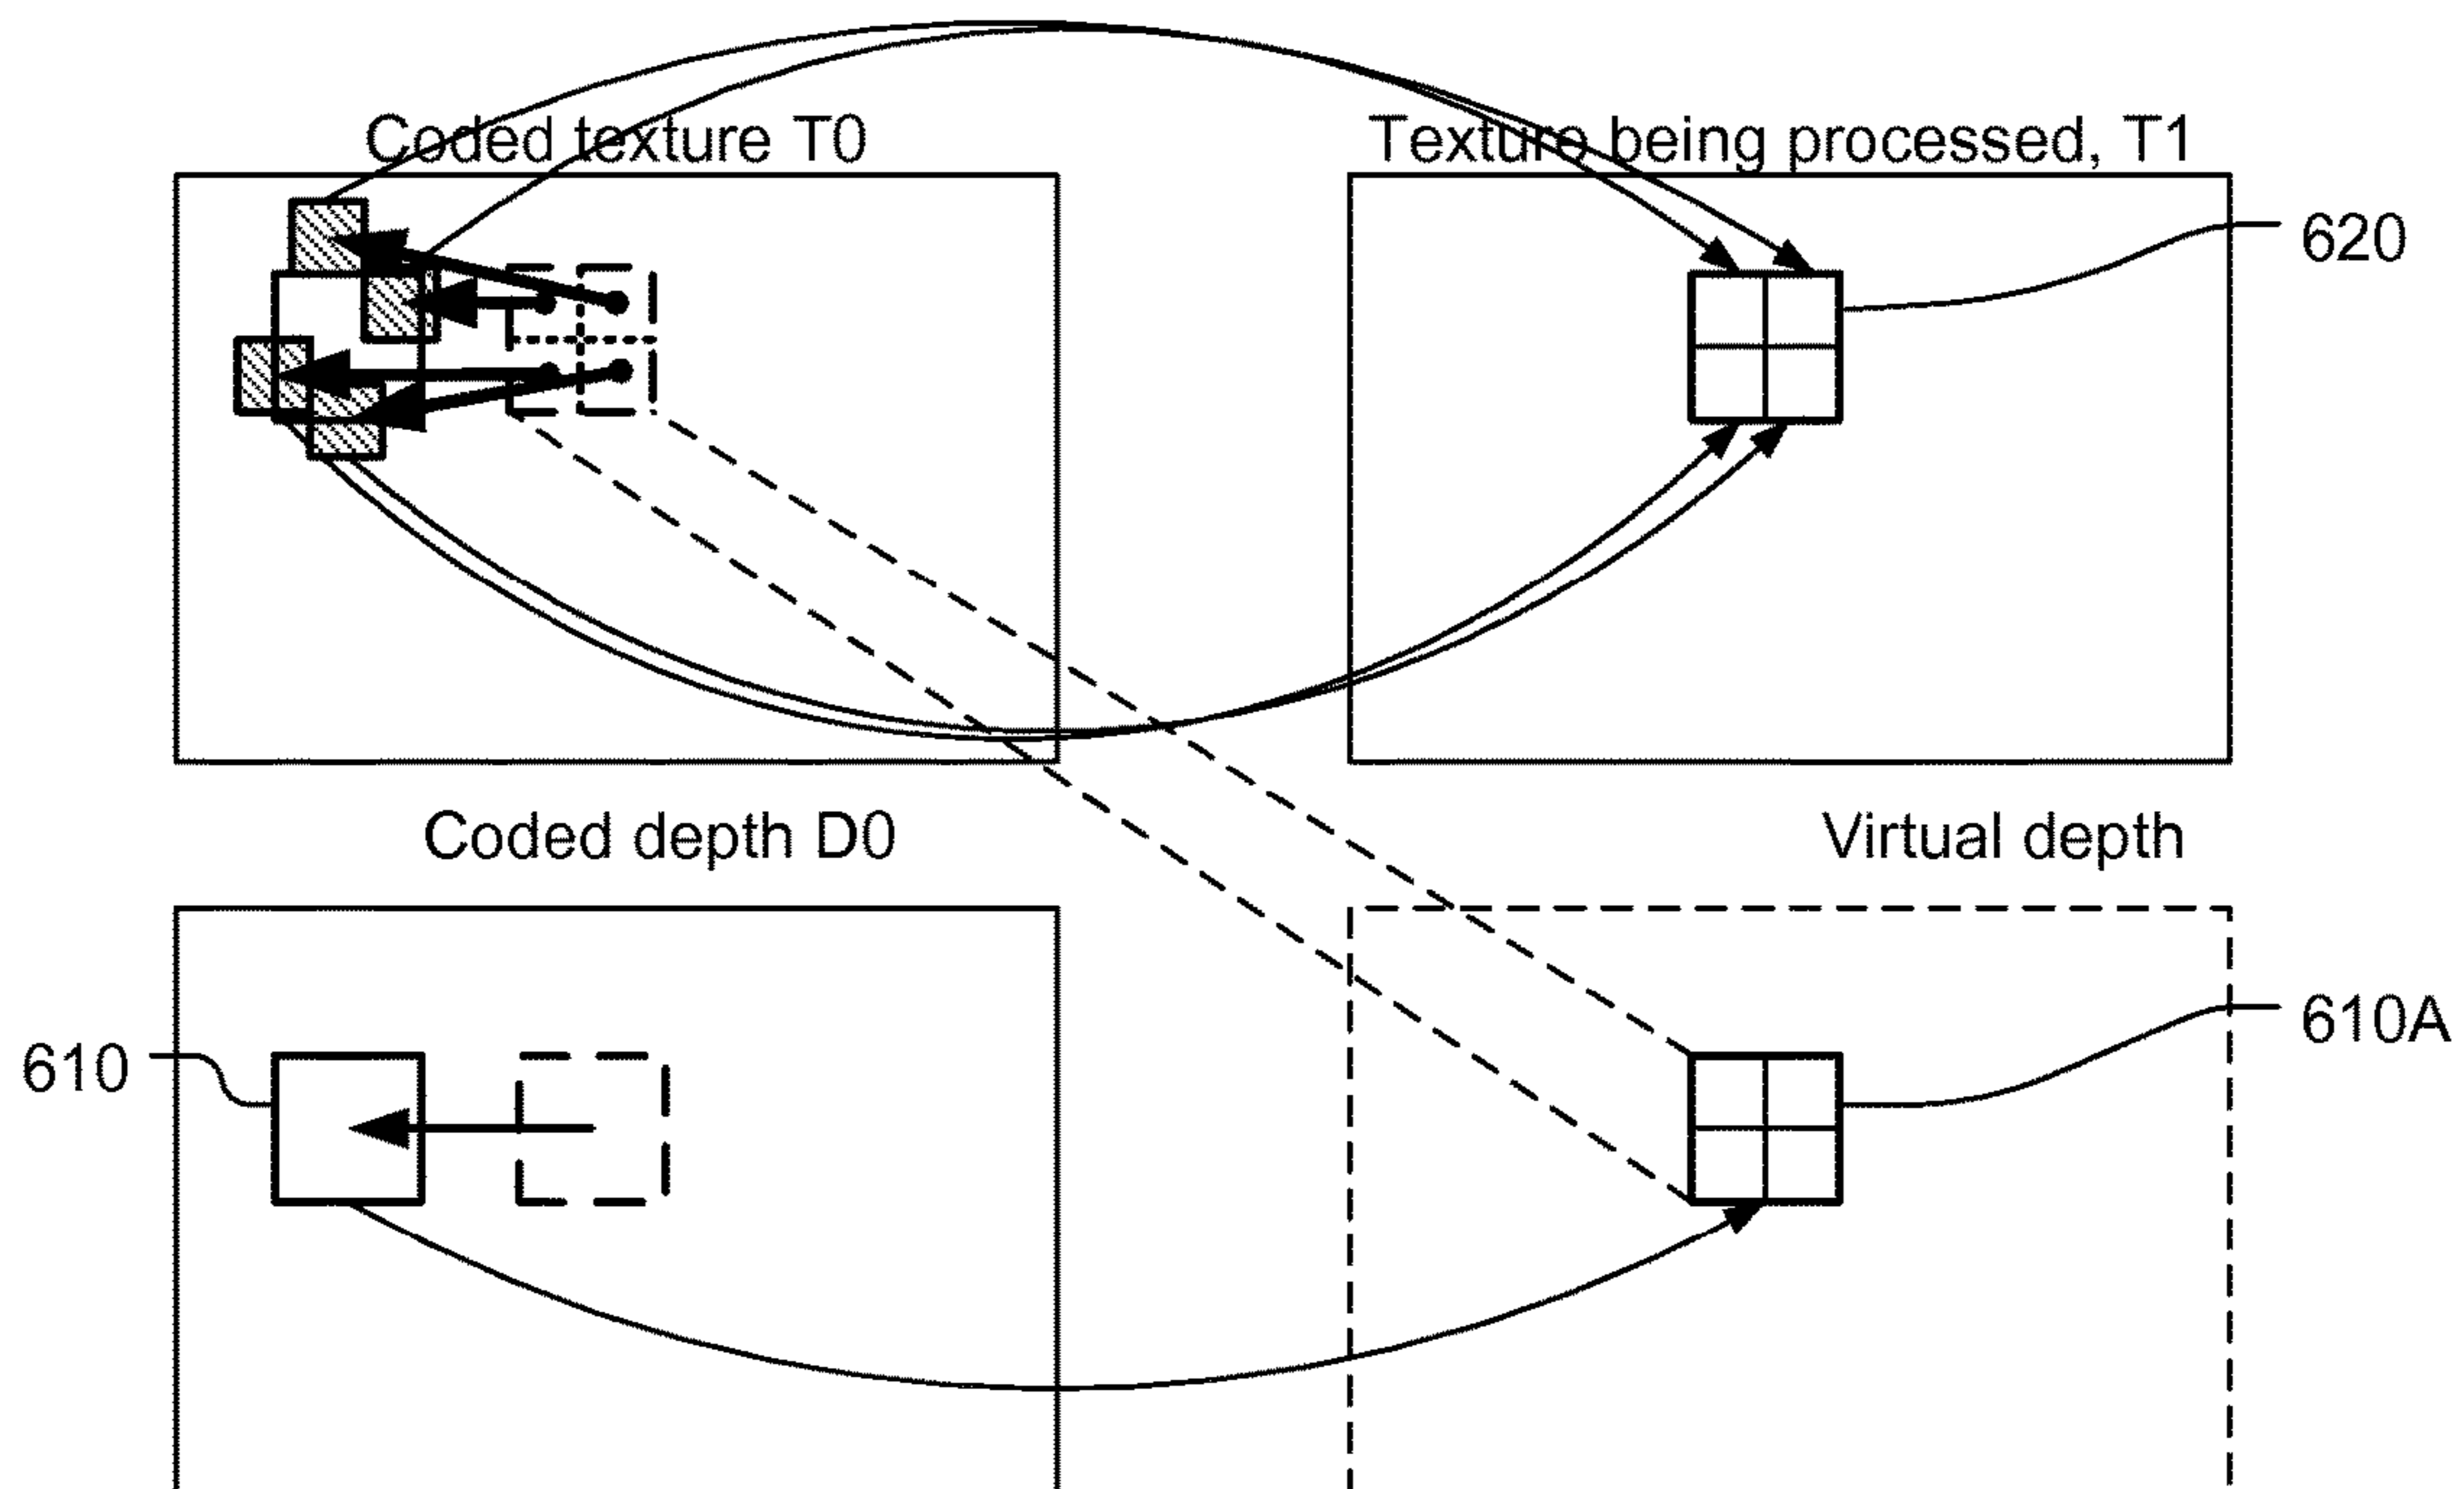 Coded texture T0
Texture being processed, T1
620
Coded depth D0
Virtual depth
610
610A